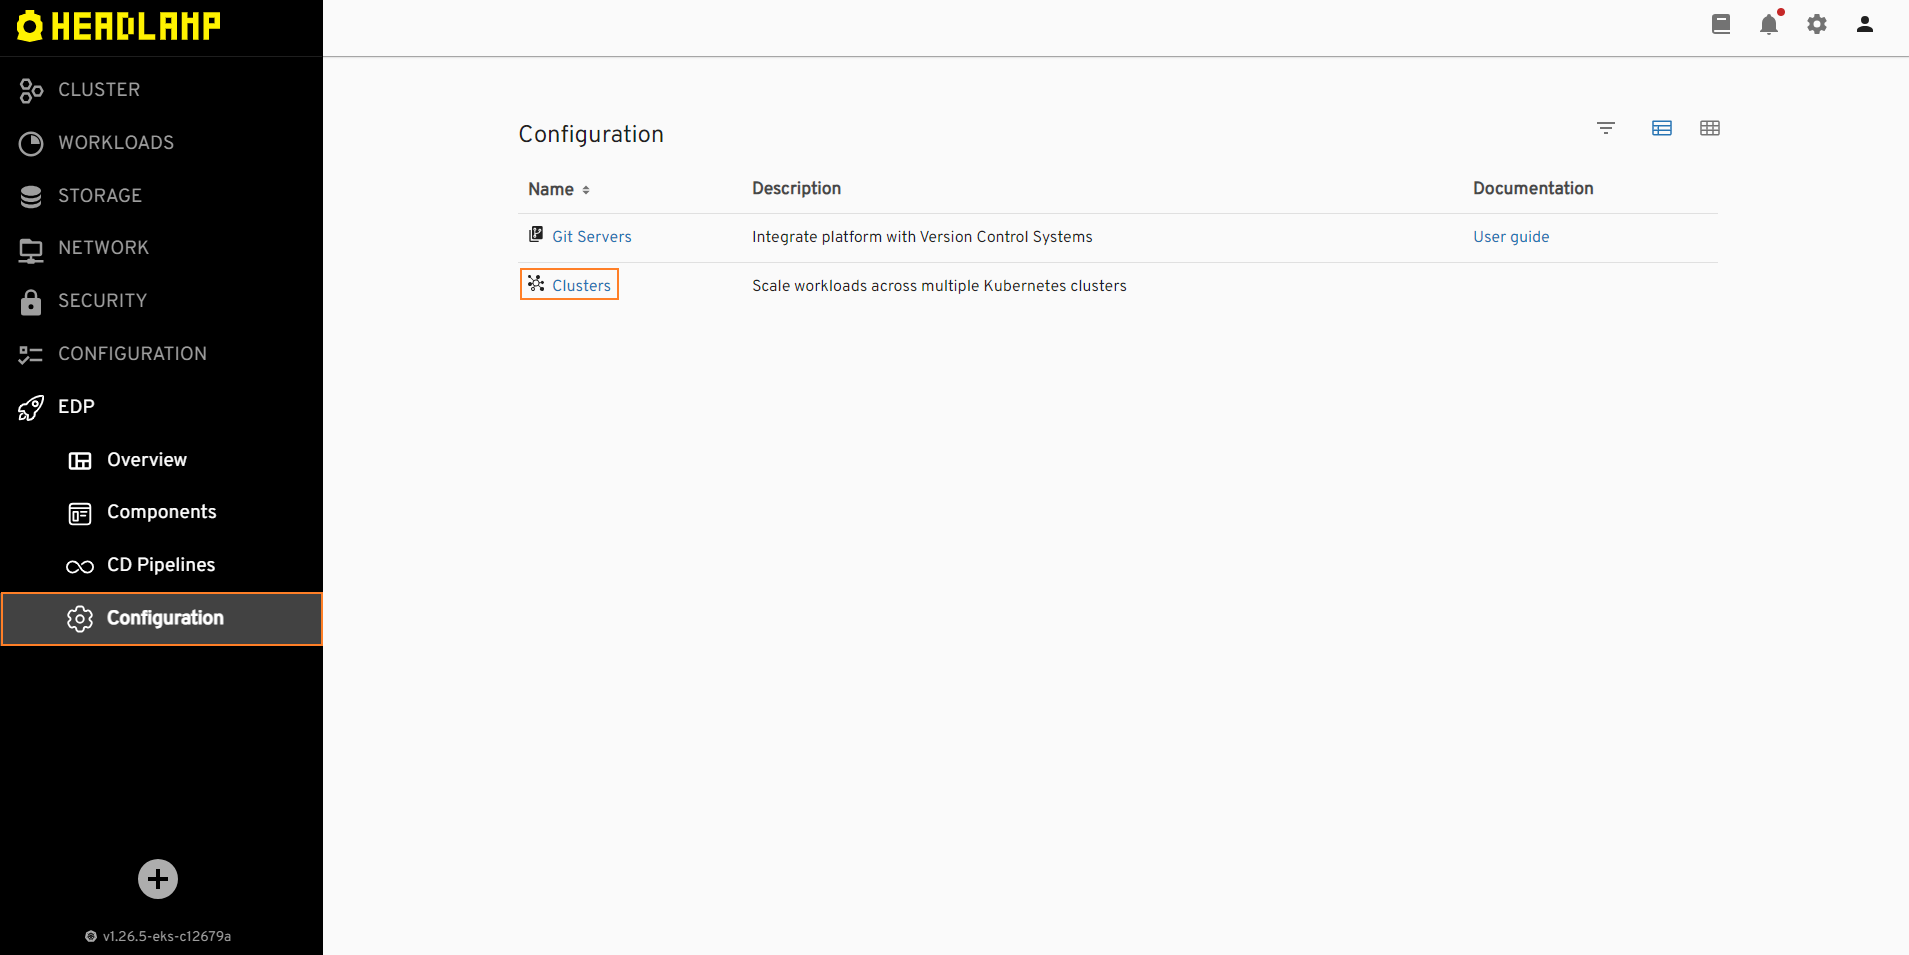 HEADLAMP
CLUSTER
WORKLOADS
STORAGE
NETWORK
SECURITY
CONFIGURATION
EDP
Overview
Components
CD Pipelines
Configuration
v1.26.5-eks-c12679a
Configuration
Name Description Documentation
Git Servers Integrate platform with Version Control Systems User guide
Clusters Scale workloads across multiple Kubernetes clusters